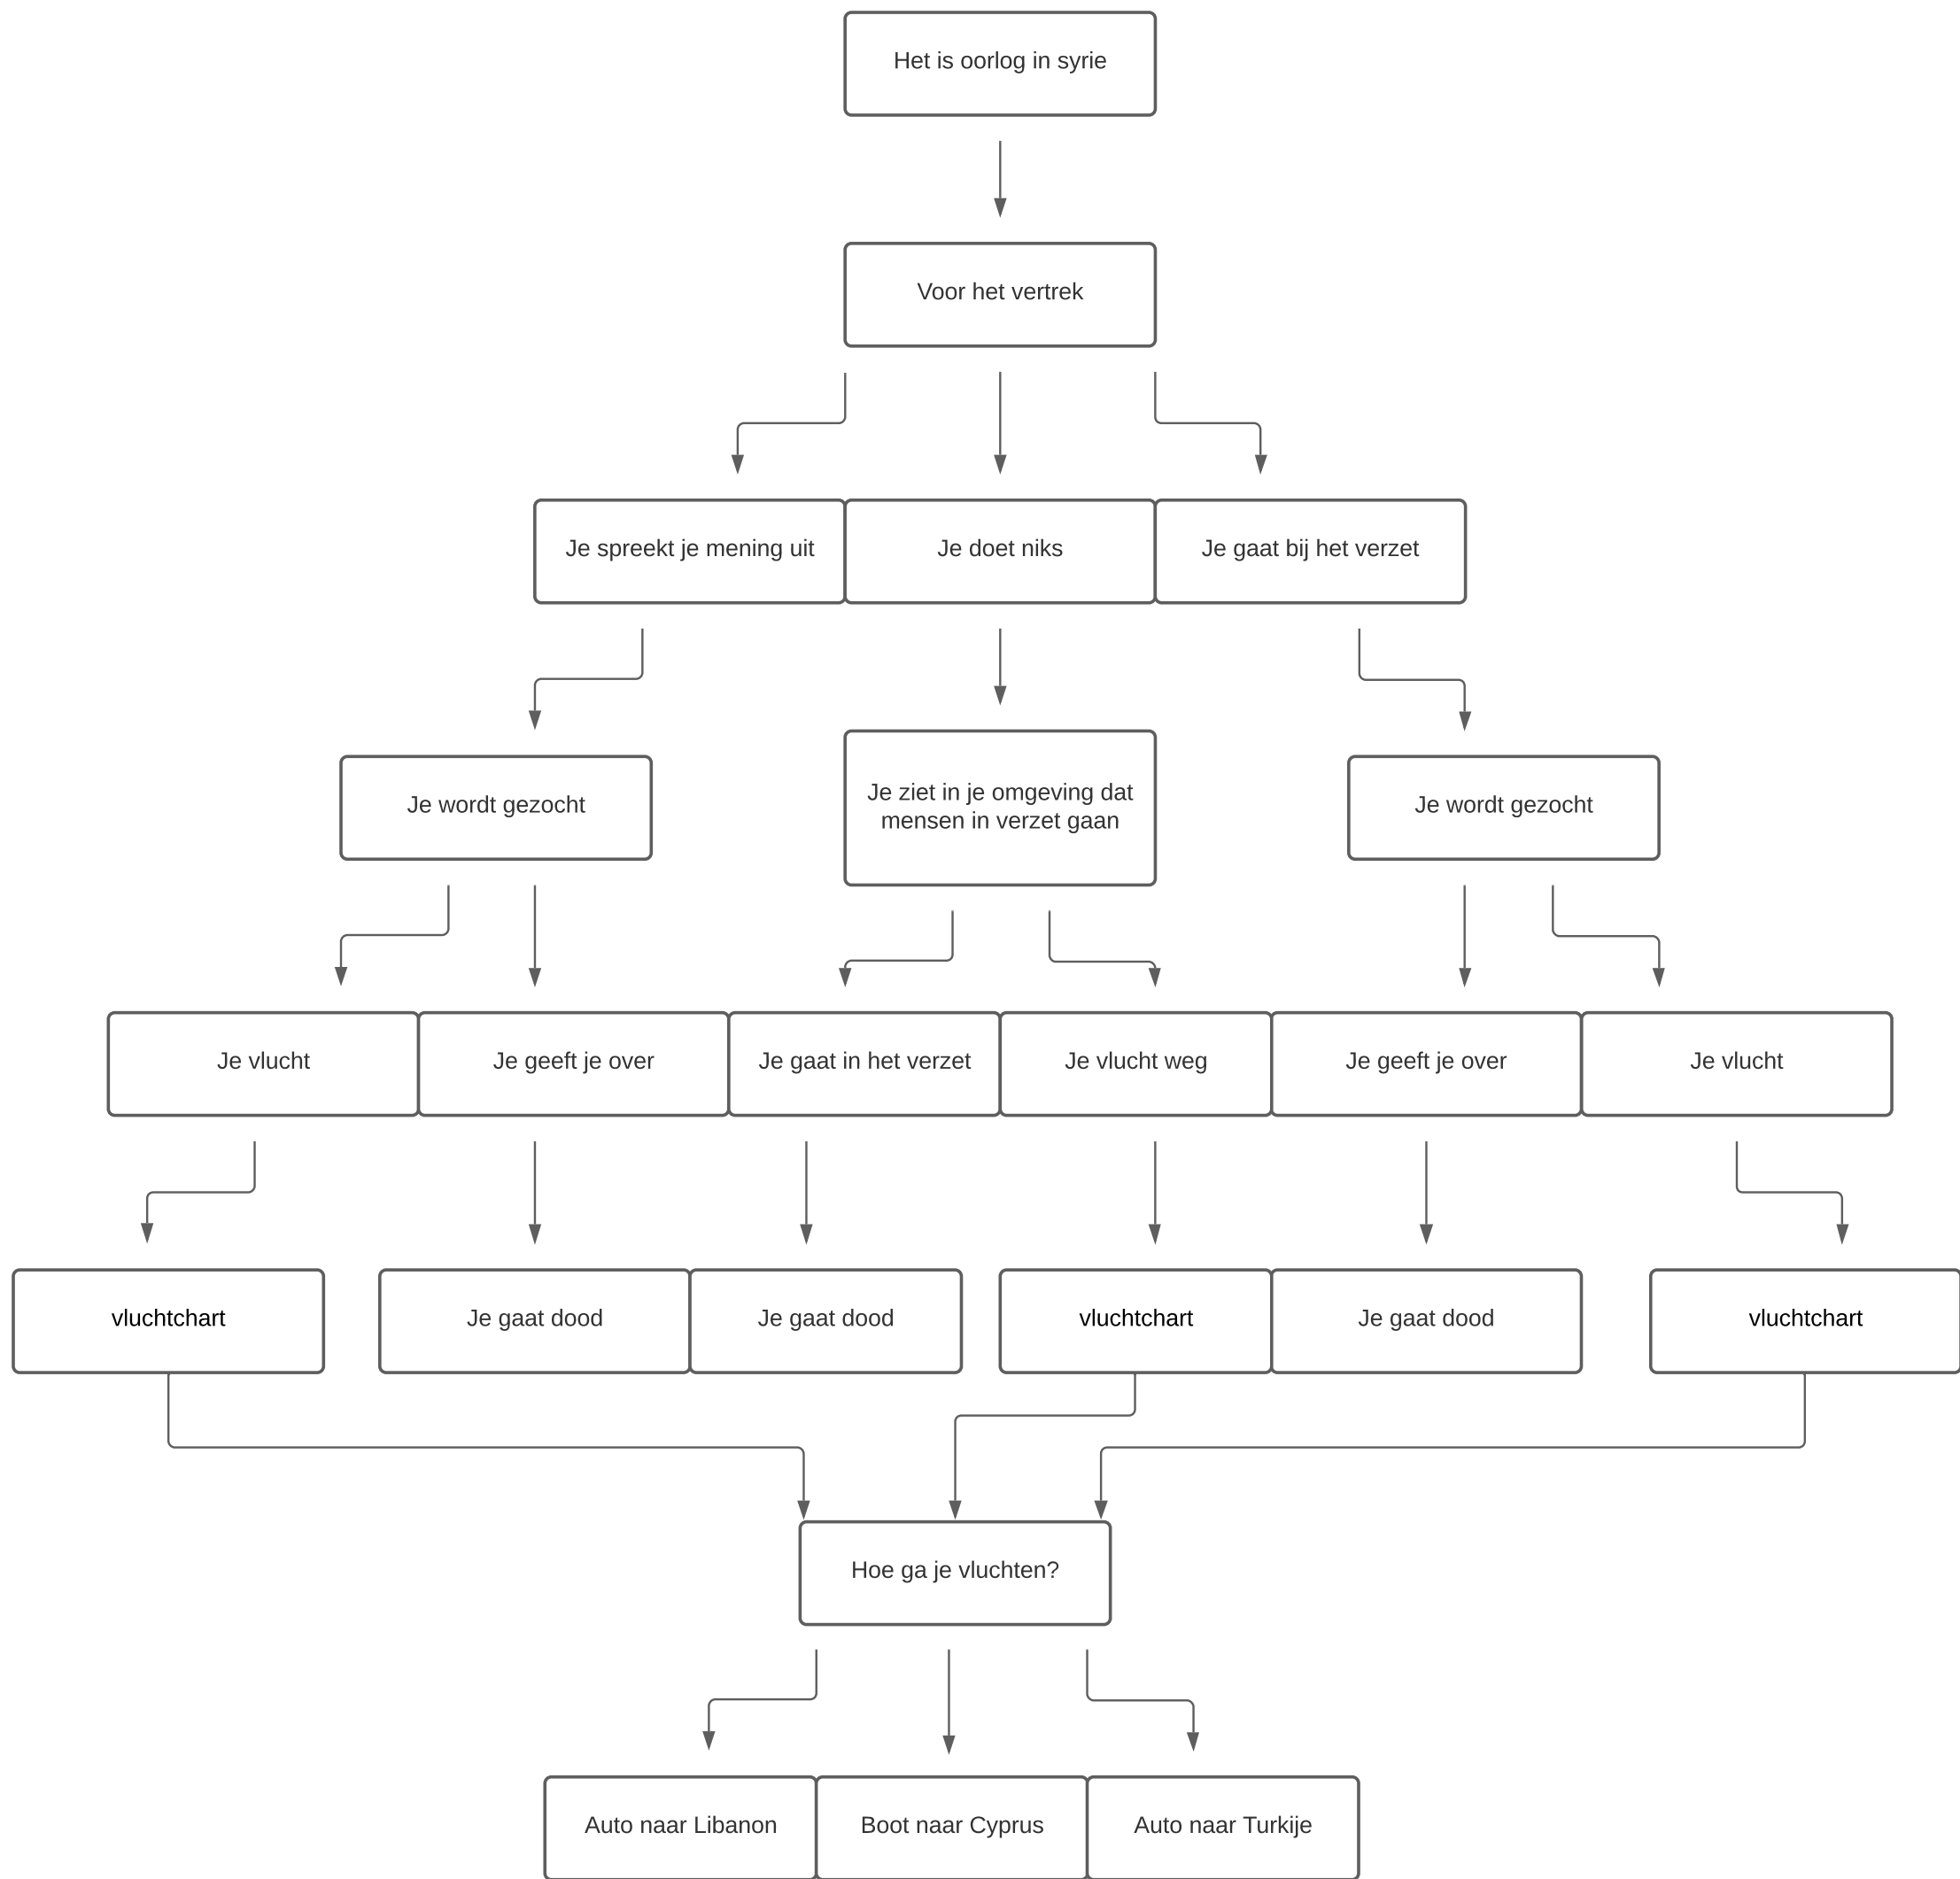 Het is oorlog in syrie
Voor het vertrek
Je spreekt je mening uit
Je doet niks
Je gaat bij het verzet
Je wordt gezocht
Je ziet in je omgeving dat
mensen in verzet gaan
Je wordt gezocht
Je vlucht
Je geeft je over
Je gaat in het verzet
Je vlucht weg
Je geeft je over
Je vlucht
vluchtchart
Je gaat dood
Je gaat dood
vluchtchart
Je gaat dood
vluchtchart
Hoe ga je vluchten?
Auto naar Libanon
Boot naar Cyprus
Auto naar Turkije